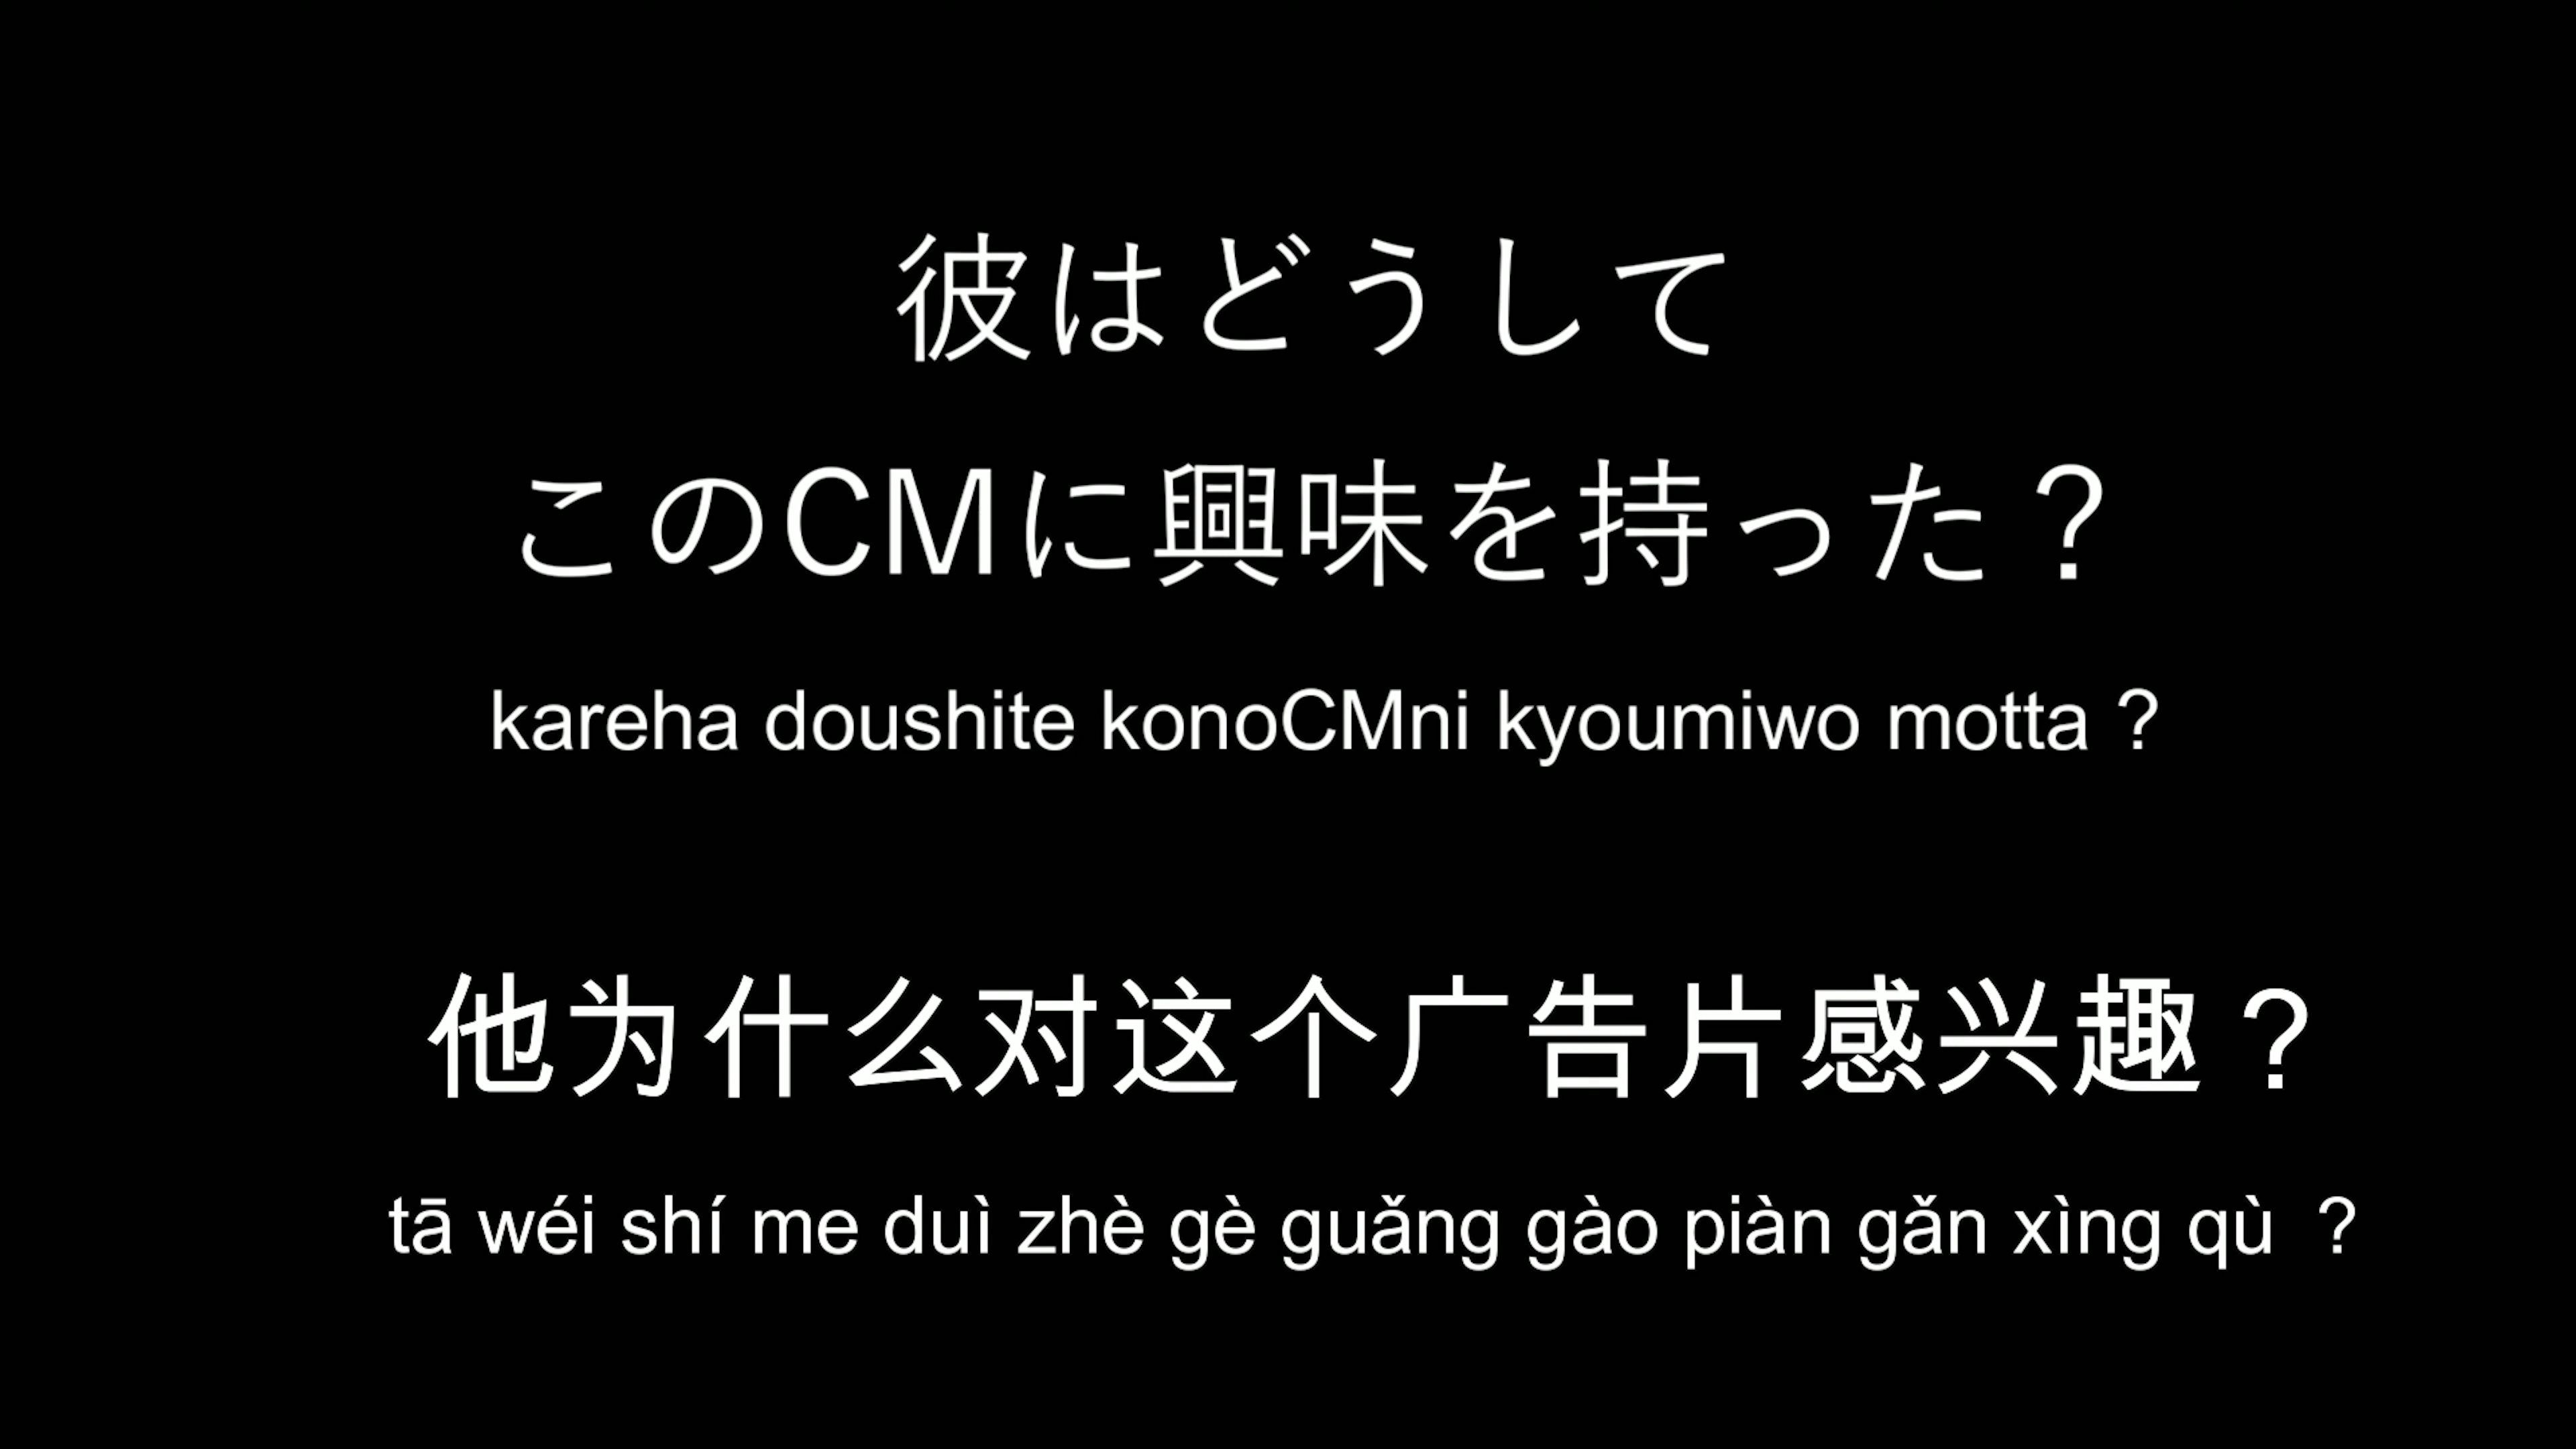 彼はどうして
このCMに興味を持った？
kareha doushite konoCMni kyoumiwo motta ?
他为什么对这个广告片感兴趣？
tā wéi shí me duì zhè gè guǎng gào piàn gǎn xìng qù ?